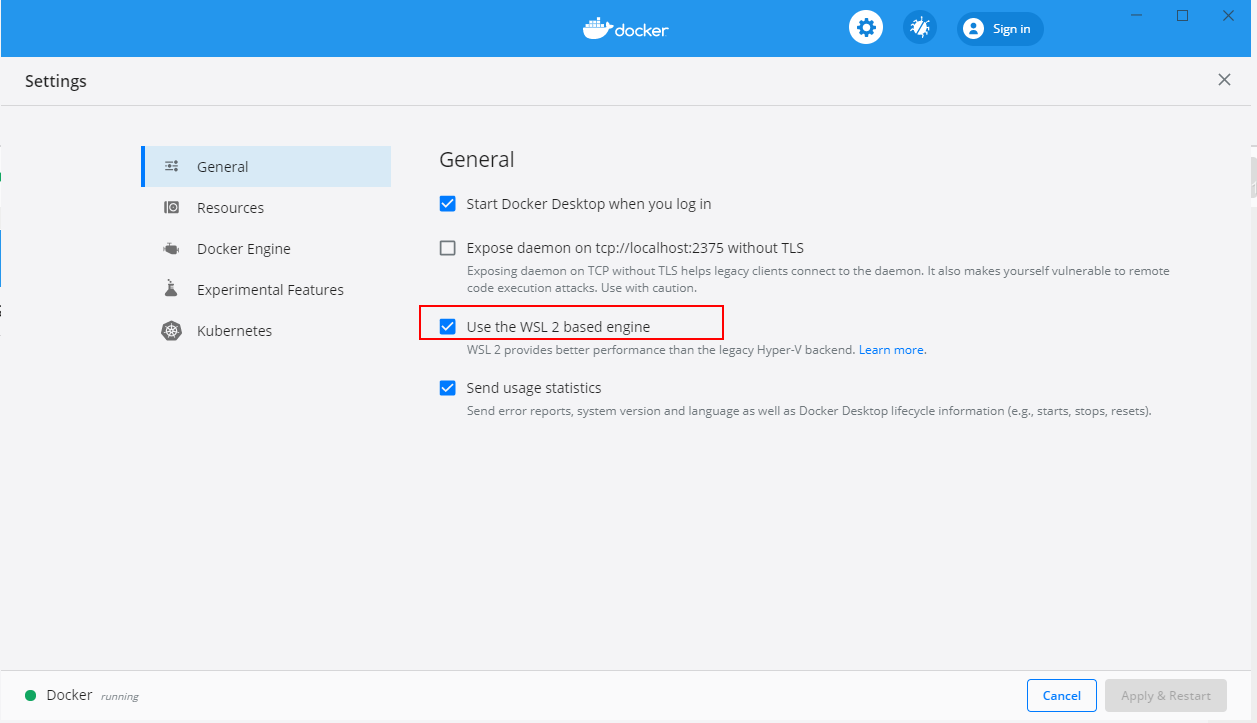 docker
Sign in
Settings
General
Resources
Docker Engine
Experimental Features
Kubernetes
General
Start Docker Desktop when you log in
Expose daemon on tcp://localhost:2375 without TLS
Exposing daemon on TCP without TLS helps legacy clients connect to the daemon. It also makes yourself vulnerable to remote
code execution attacks. Use with caution.
Use the WSL 2 based engine
WSL 2 provides better performance than the legacy Hyper-V backend. Learn more.
Send usage statistics
Send error reports, system version and language as well as Docker Desktop lifecycle information (e.g., starts, stops, resets).
Docker running
Cancel
Apply & Restart